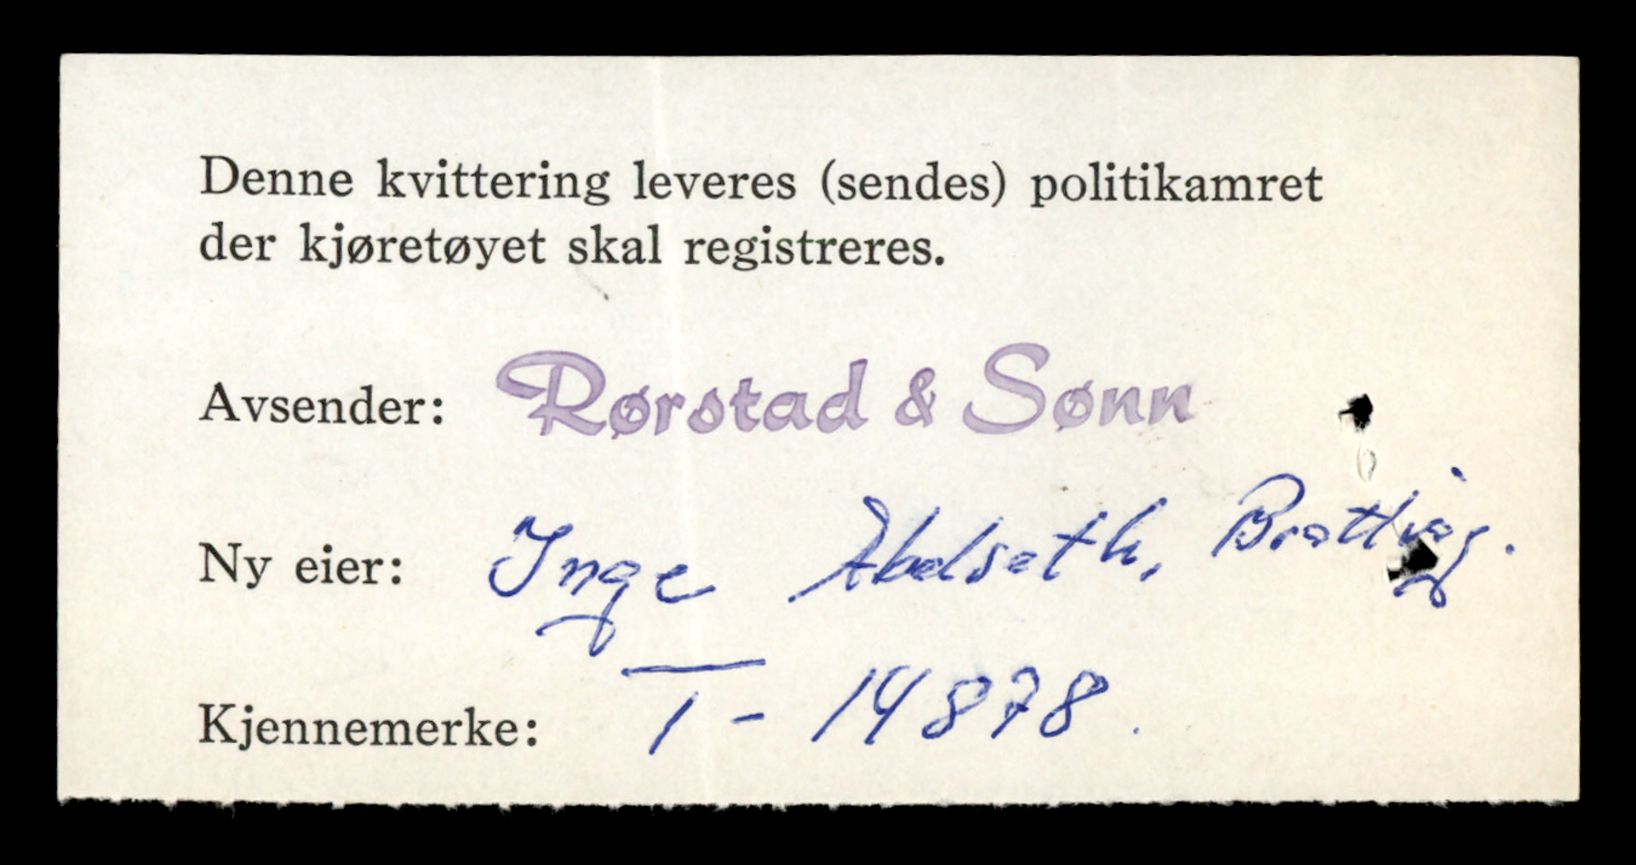 Denne kvittering leveres (sendes) politikamret
der kjøretøyet skal registreres.
Avsender: Rørstad & Sønn
Ny eier: Inge Abelseth, Brattvåg.
Kjennemerke: T - 14878.